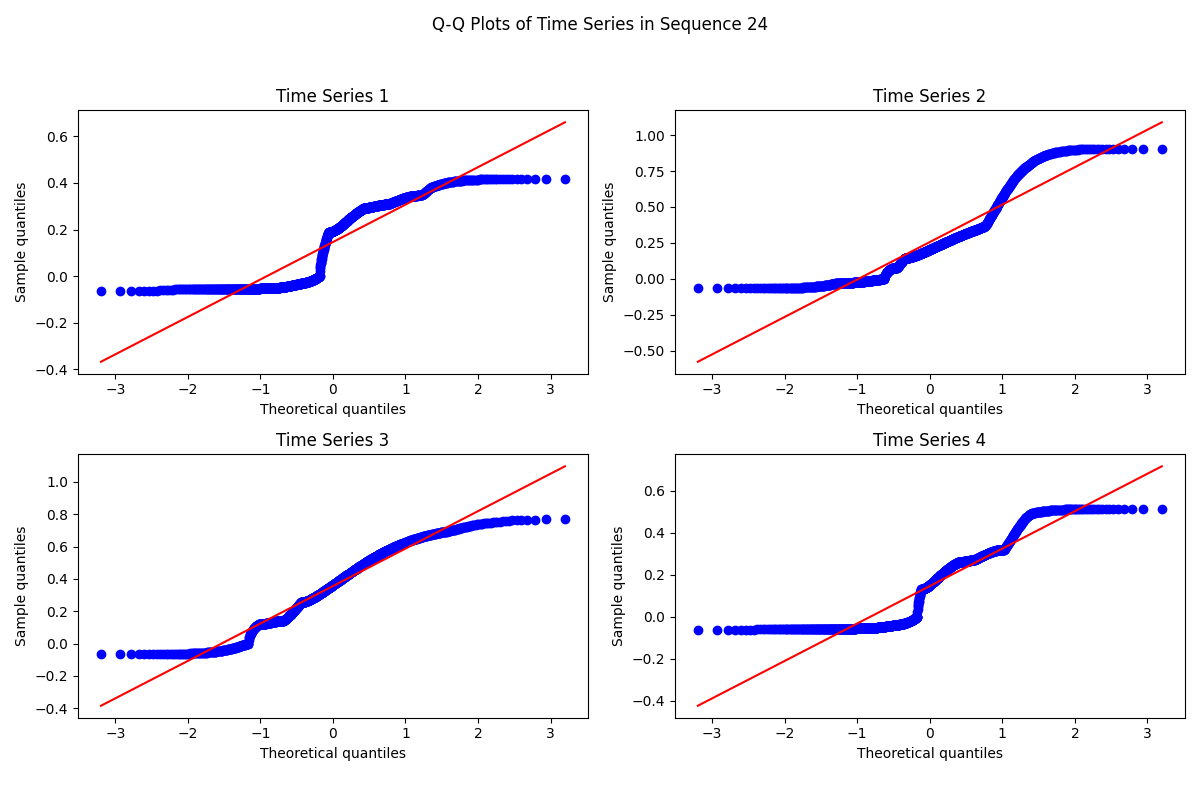 Q-Q Plots of Time Series in Sequence 24
Time Series 1
Sample quantiles
0.6
0.4
0.2
0.0
−0.2
−0.4
−3 −2 −1 0 1 2 3
Theoretical quantiles
Time Series 2
Sample quantiles
1.00
0.75
0.50
0.25
0.00
−0.25
−0.50
−3 −2 −1 0 1 2 3
Theoretical quantiles
Time Series 3
Sample quantiles
1.0
0.8
0.6
0.4
0.2
0.0
−0.2
−0.4
−3 −2 −1 0 1 2 3
Theoretical quantiles
Time Series 4
Sample quantiles
0.6
0.4
0.2
0.0
−0.2
−0.4
−3 −2 −1 0 1 2 3
Theoretical quantiles